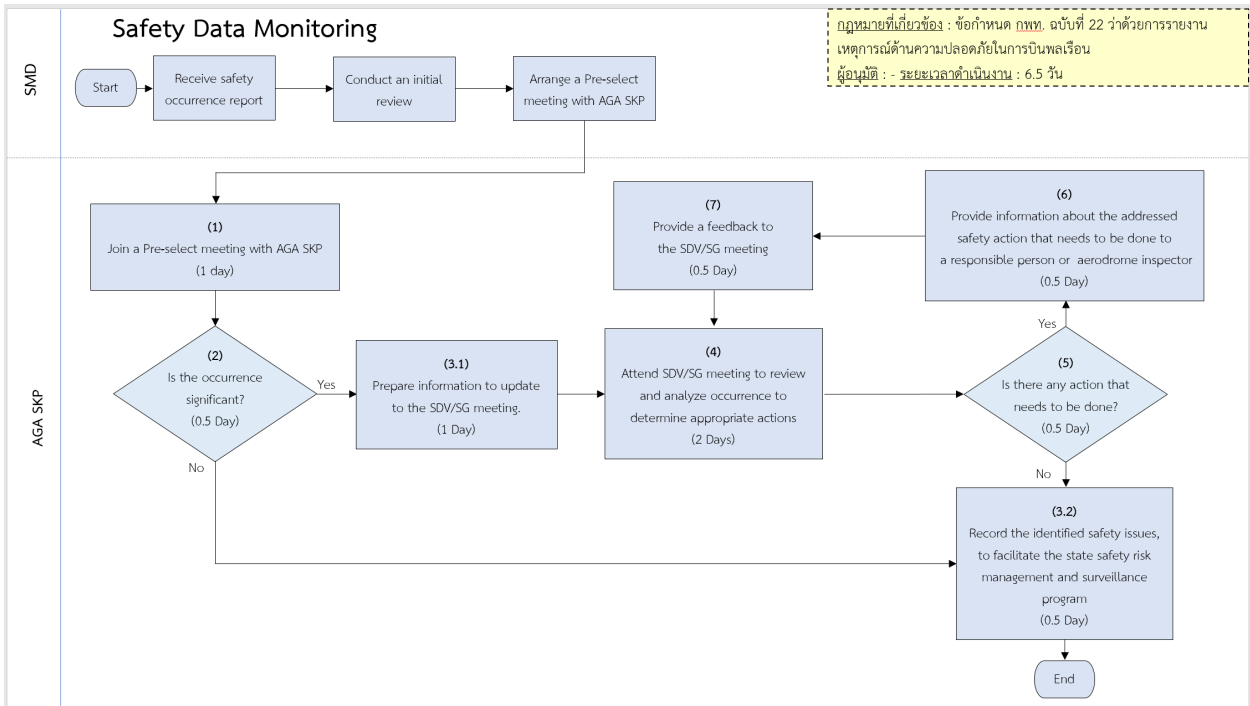 Safety Data Monitoring
กฎหมายที่เกี่ยวข้อง : ข้อกำหนด กพท. ฉบับที่ 22 ว่าด้วยการรายงาน
เหตุการณ์ด้านความปลอดภัยในการบินพลเรือน
ผู้อนุมัติ : - ระยะเวลาดำเนินงาน : 6.5 วัน
SMD
Start
Receive safety
occurrence report
Conduct an initial
review
Arrange a Pre-select
meeting with AGA SKP
AGA SKP
(1)
Join a Pre-select meeting with AGA SKP
(1 day)
(2)
Is the occurrence
significant?
(0.5 Day)
Yes
No
(3.1)
Prepare information to update
to the SDV/SG meeting.
(1 Day)
(7)
Provide a feedback to
the SDV/SG meeting
(0.5 Day)
(4)
Attend SDV/SG meeting to review
and analyze occurrence to
determine appropriate actions
(2 Days)
(6)
Provide information about the addressed
safety action that needs to be done to
a responsible person or aerodrome inspector
(0.5 Day)
Yes
(5)
Is there any action that
needs to be done?
(0.5 Day)
No
(3.2)
Record the identified safety issues,
to facilitate the state safety risk
management and surveillance
program
(0.5 Day)
End